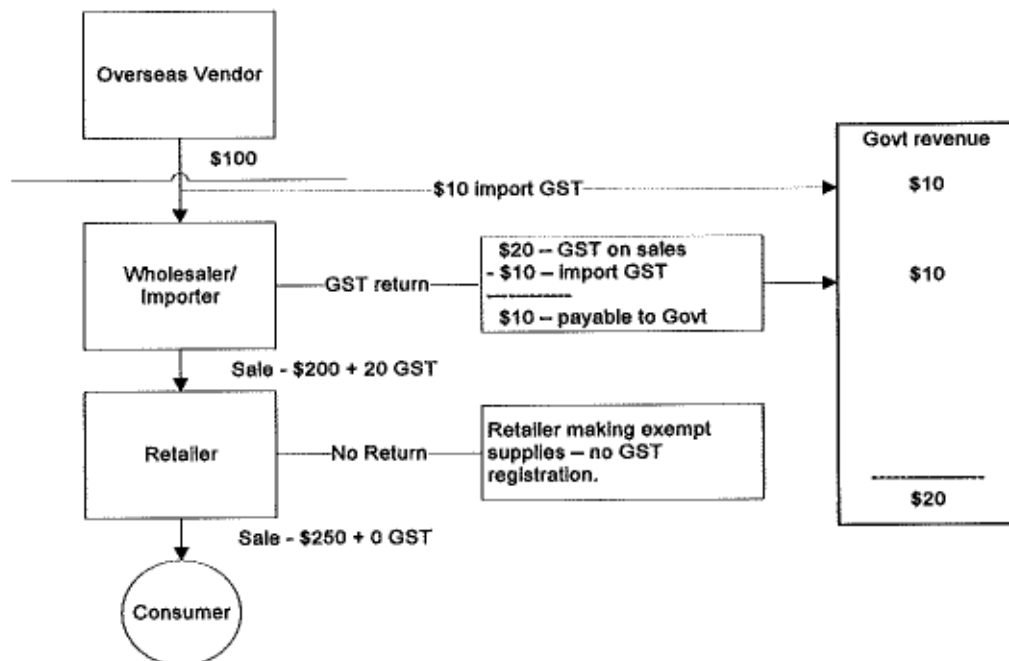 Overseas Vendor
$100
Govt revenue
$10 import GST
$10
Wholesaler/
Importer
GST return
$20 – GST on sales
- $10 – import GST
$10 – payable to Govt
$10
Sale - $200 + 20 GST
Retailer
No Return
Retailer making exempt
supplies – no GST
registration.
$20
Sale - $250 + 0 GST
Consumer